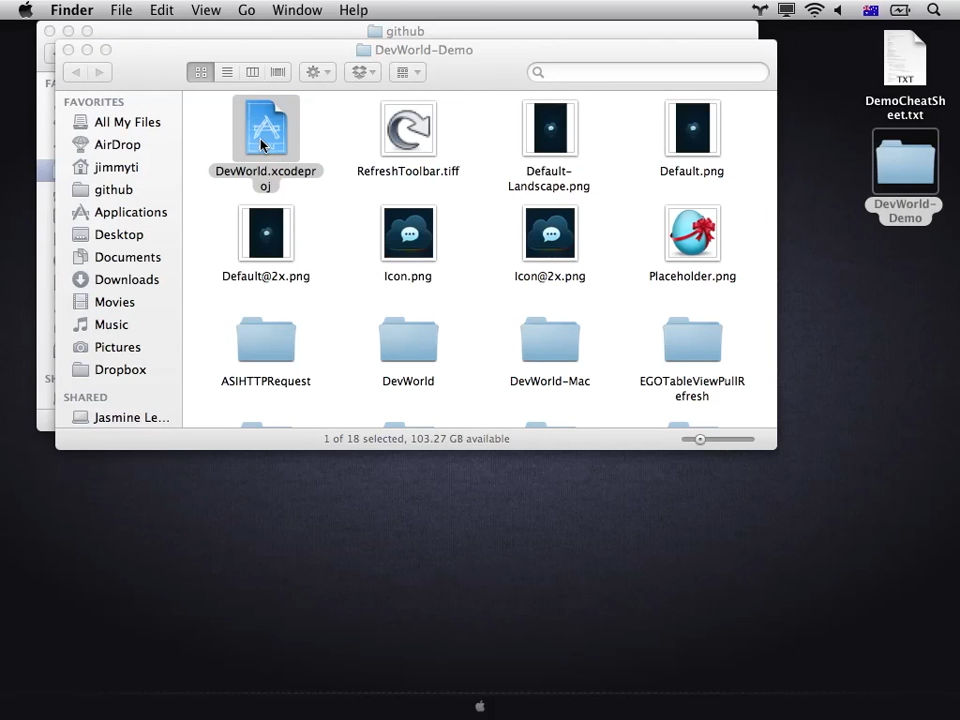 Finder File Edit View Go Window Help
github
DevWorld-Demo
FAVORITES
All My Files
AirDrop
jimmyti
github
Applications
Desktop
Documents
Downloads
Movies
Music
Pictures
Dropbox
SHARED
Jasmine Le...
DevWorld.xcodepr
oj
RefreshToolbar.tiff
Default-
Landscape.png
Default.png
Default@2x.png
Icon.png
Icon@2x.png
Placeholder.png
ASIHTTPRequest
DevWorld
DevWorld-Mac
EGOTableViewPullR
efresh
1 of 18 selected, 103.27 GB available
TXT
DemoCheatSh
eet.txt
DevWorld-
Demo